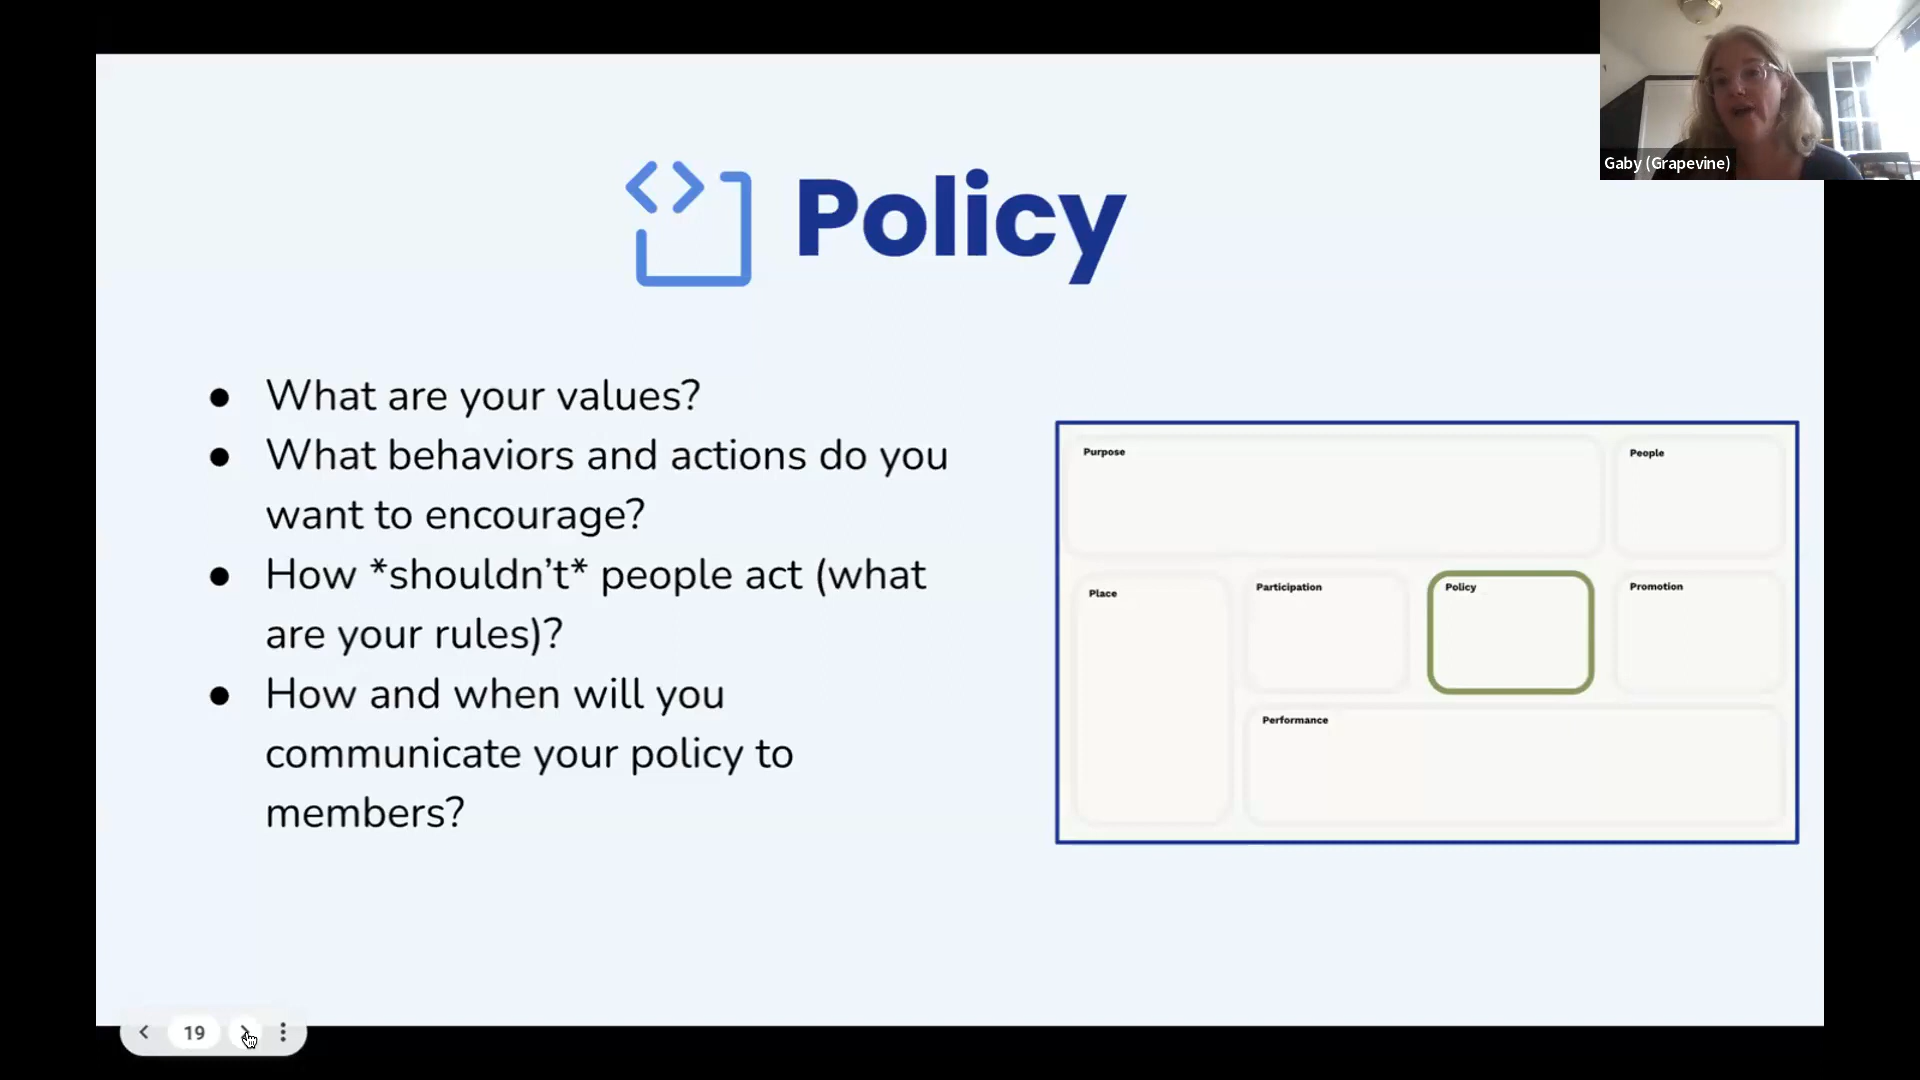 Gaby (Grapevine)
Policy
● What are your values?
● What behaviors and actions do you
want to encourage?
● How *shouldn’t* people act (what
are your rules)?
● How and when will you
communicate your policy to
members?
Purpose
People
Place
Participation
Policy
Promotion
Performance
19